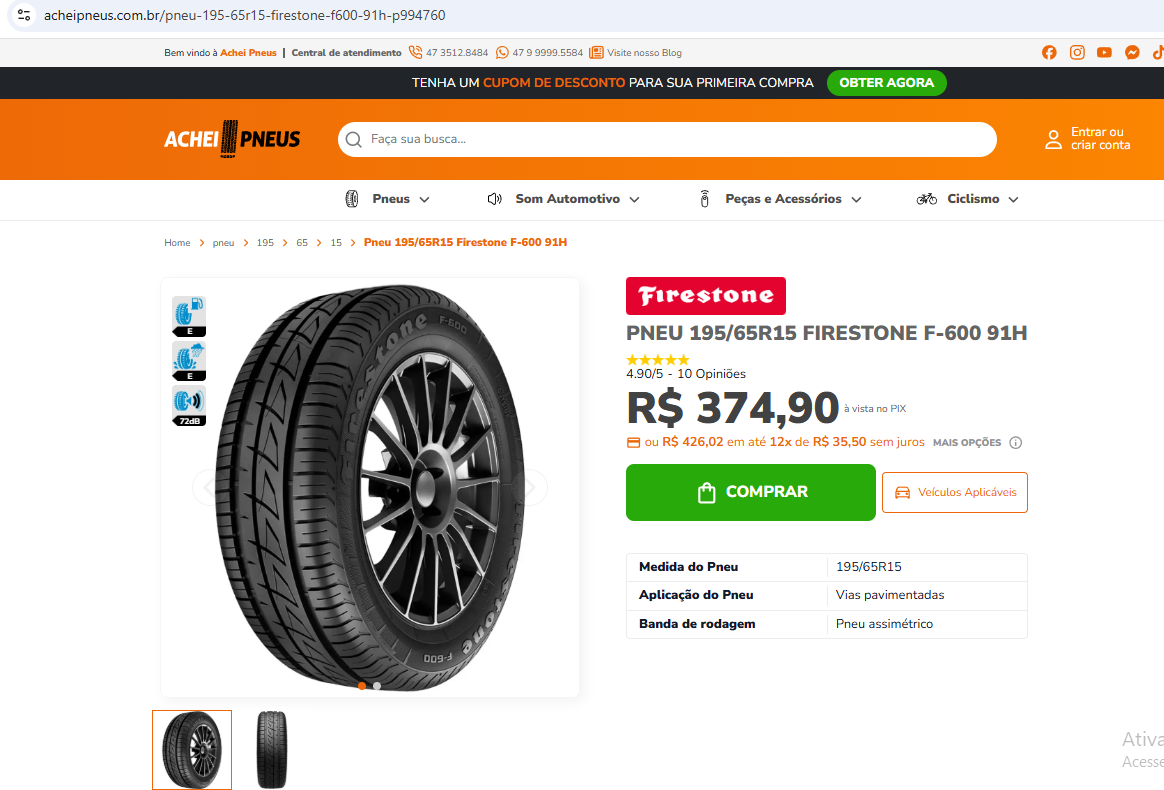 acheipneus.com.br/pneu-195-65r15-firestone-f600-91h-p994760
Bem vindo à Achei Pneus | Central de atendimento 47 3512.8484 47 9 9999.5584 Visite nosso Blog
TENHA UM CUPOM DE DESCONTO PARA SUA PRIMEIRA COMPRA OBTER AGORA
ACHEI PNEUS
Faça sua busca...
Entrar ou
criar conta
Pneus Som Automotivo Peças e Acessórios Ciclismo
Home > pneu > 195 > 65 > 15 > Pneu 195/65R15 Firestone F-600 91H
E
E
72dB
Firestone F-600
Firestone
F-600
Firestone
PNEU 195/65R15 FIRESTONE F-600 91H
4.90/5 - 10 Opiniões
R$ 374,90 à vista no PIX
ou R$ 426,02 em até 12x de R$ 35,50 sem juros MAIS OPÇÕES
COMPRAR
Veículos Aplicáveis
Medida do Pneu 195/65R15
Aplicação do Pneu Vias pavimentadas
Banda de rodagem Pneu assimétrico
Ativa
Acesse